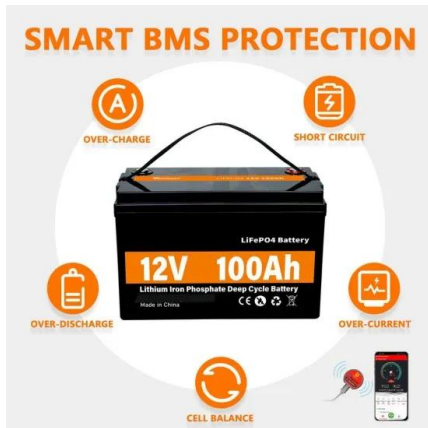 SMART BMS PROTECTION
A
OVER-CHARGE
SHORT CIRCUIT
LiFePO4 Battery
12V 100Ah
Lithium Iron Phosphate Deep Cycle Battery
Made in China
CE
OVER-DISCHARGE
OVER-CURRENT
CELL BALANCE